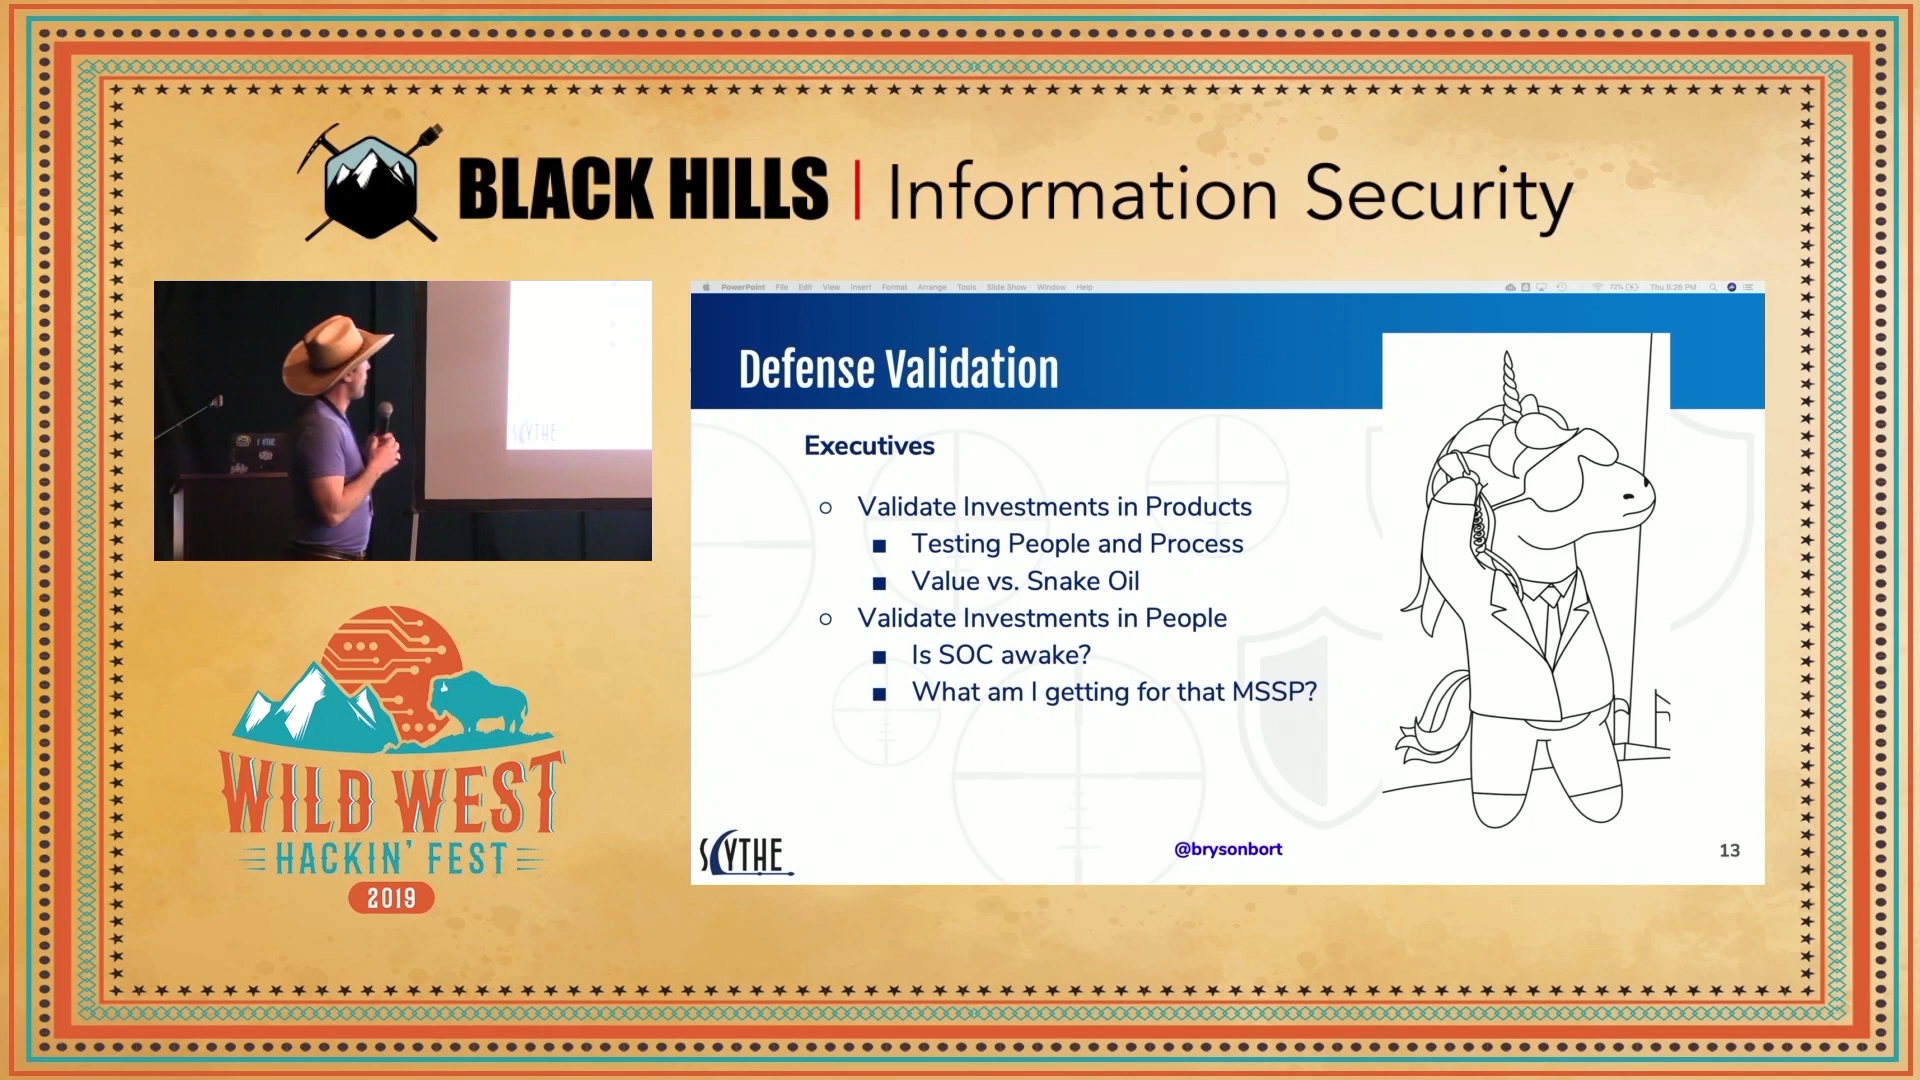 BLACK HILLS | Information Security
SCYTHE
PowerPoint File Edit View Insert Format Arrange Tools Slide Show Window Help
72% Thu 5:26 PM
Defense Validation
Executives
Validate Investments in Products
Testing People and Process
Value vs. Snake Oil
Validate Investments in People
Is SOC awake?
What am I getting for that MSSP?
SCYTHE
@brysonbort
13
WILD WEST
HACKIN' FEST
2019